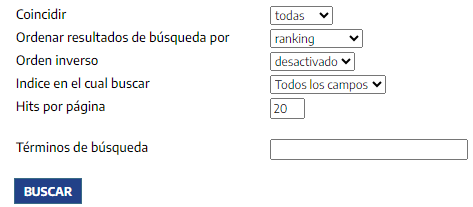 Coincidir todas
Ordenar resultados de búsqueda por ranking
Orden inverso desactivado
Indice en el cual buscar Todos los campos
Hits por página 20
Términos de búsqueda
BUSCAR